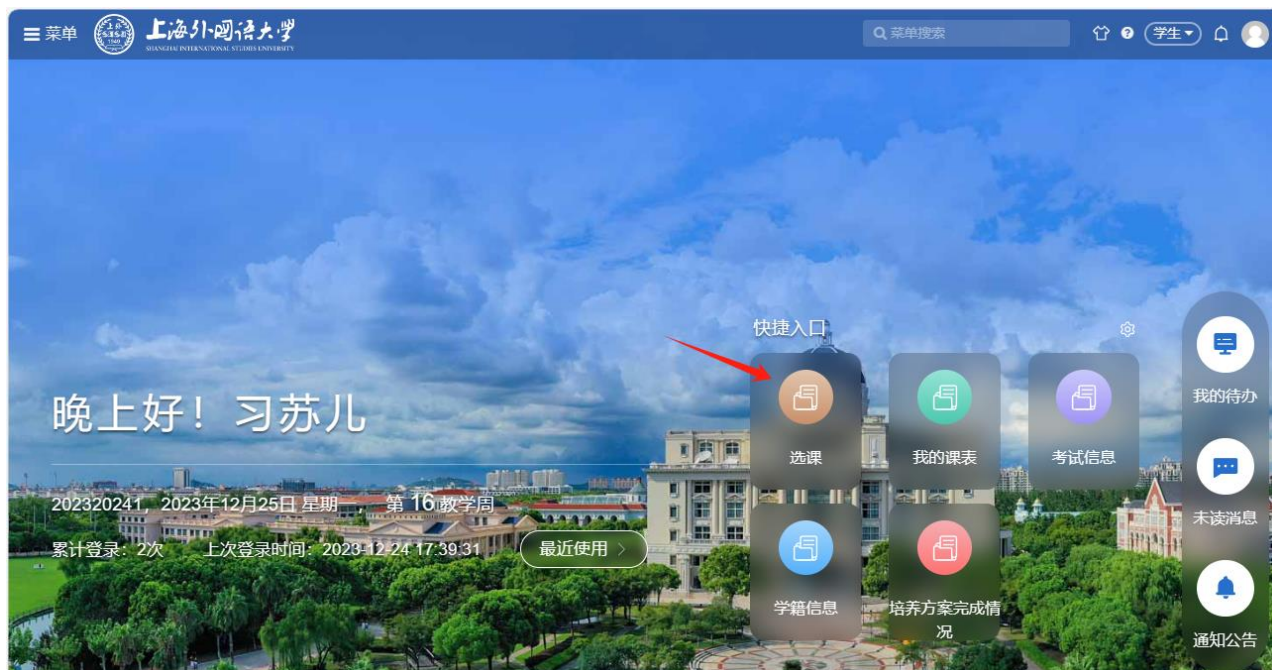 菜单
上海外国语大学
SHANGHAI INTERNATIONAL STUDIES UNIVERSITY
菜单搜索
学生
快捷入口
我的待办
晚上好！习苏儿
选课
我的课表
考试信息
202320241，2023年12月25日 星期一
第 16 教学周
未读消息
累计登录：2次
上次登录时间：2023-12-24 17:39:31
最近使用
学籍信息
培养方案完成情
况
通知公告